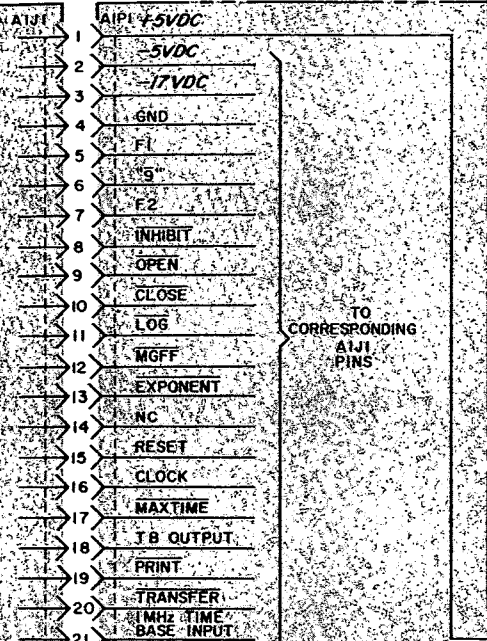 A1J1 A1P1 +5VDC
1
-5VDC
2
-17VDC
3
GND
4
F1
5
"9"
6
F2
7
INHIBIT
8
OPEN
9
CLOSE
10
LOG
11
MGFF
12
EXPONENT
13
NC
14
RESET
15
CLOCK
16
MAXTIME
17
TB OUTPUT
18
PRINT
19
TRANSFER
20
1MHz TIME
BASE INPUT
21
TO
CORRESPONDING
A1J1
PINS